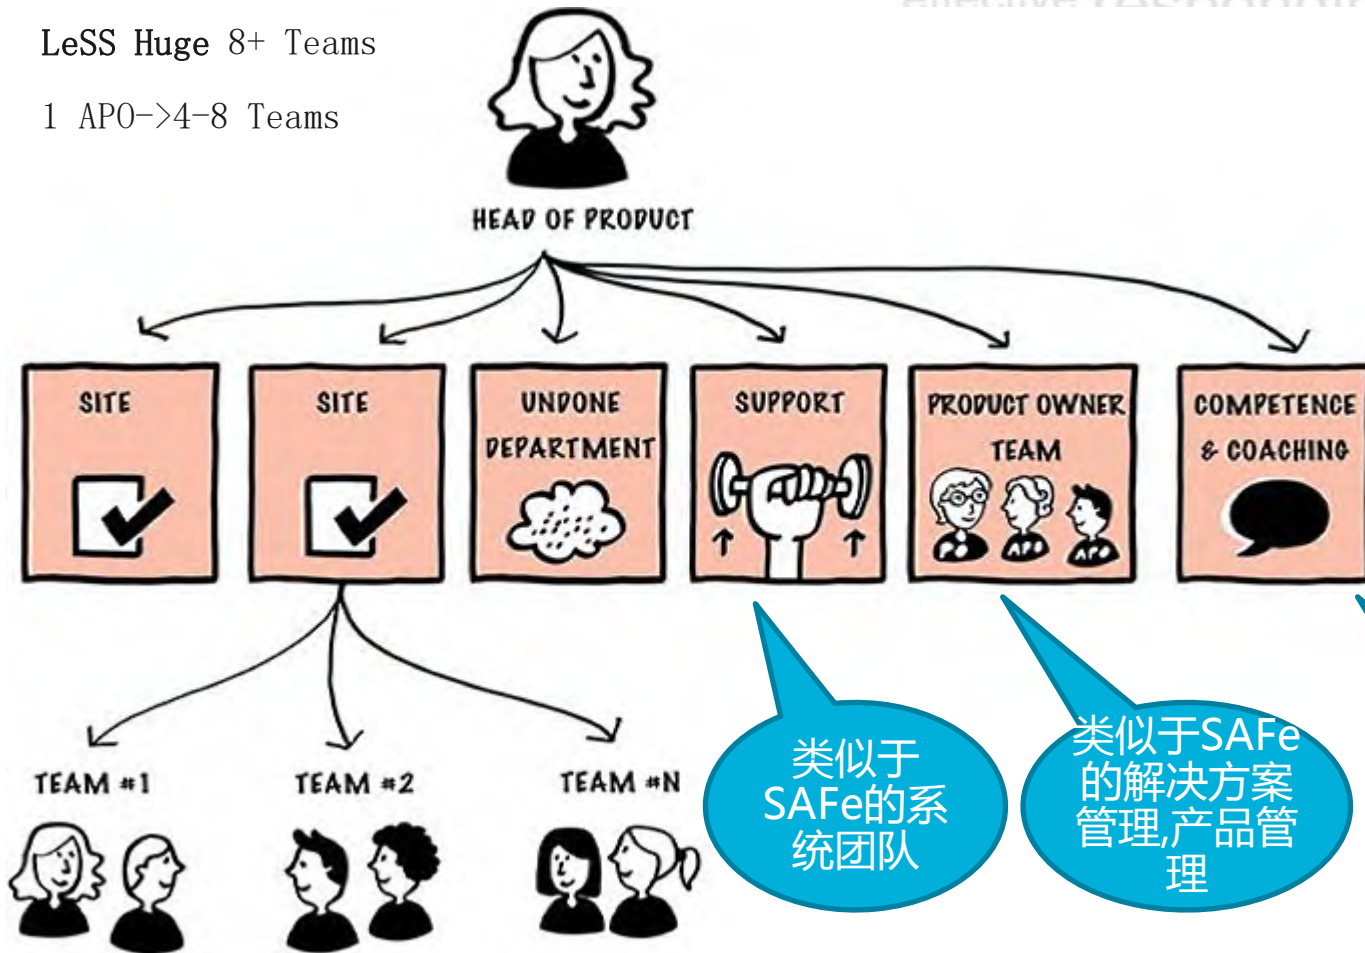 LeSS Huge 8+ Teams
1 APO->4-8 Teams
HEAD OF PRODUCT
SITE
SITE
UNDONE
DEPARTMENT
SUPPORT
PRODUCT OWNER
TEAM
PO
APO
APO
COMPETENCE
& COACHING
TEAM #1
TEAM #2
TEAM #N
类似于
SAFe的系
统团队
类似于SAFe
的解决方案
管理,产品管
理